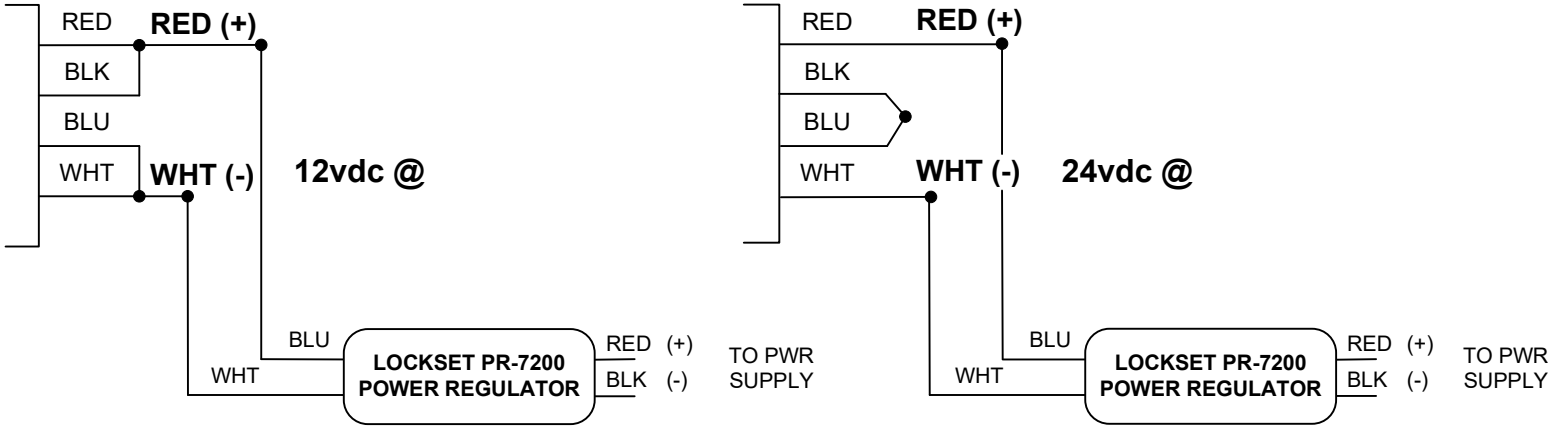 RED RED (+)
BLK
BLU
WHT WHT (-) 12vdc @
BLU
WHT
LOCKSET PR-7200
POWER REGULATOR
RED (+)
BLK (-)
TO PWR
SUPPLY
RED RED (+)
BLK
BLU
WHT WHT (-) 24vdc @
BLU
WHT
LOCKSET PR-7200
POWER REGULATOR
RED (+)
BLK (-)
TO PWR
SUPPLY